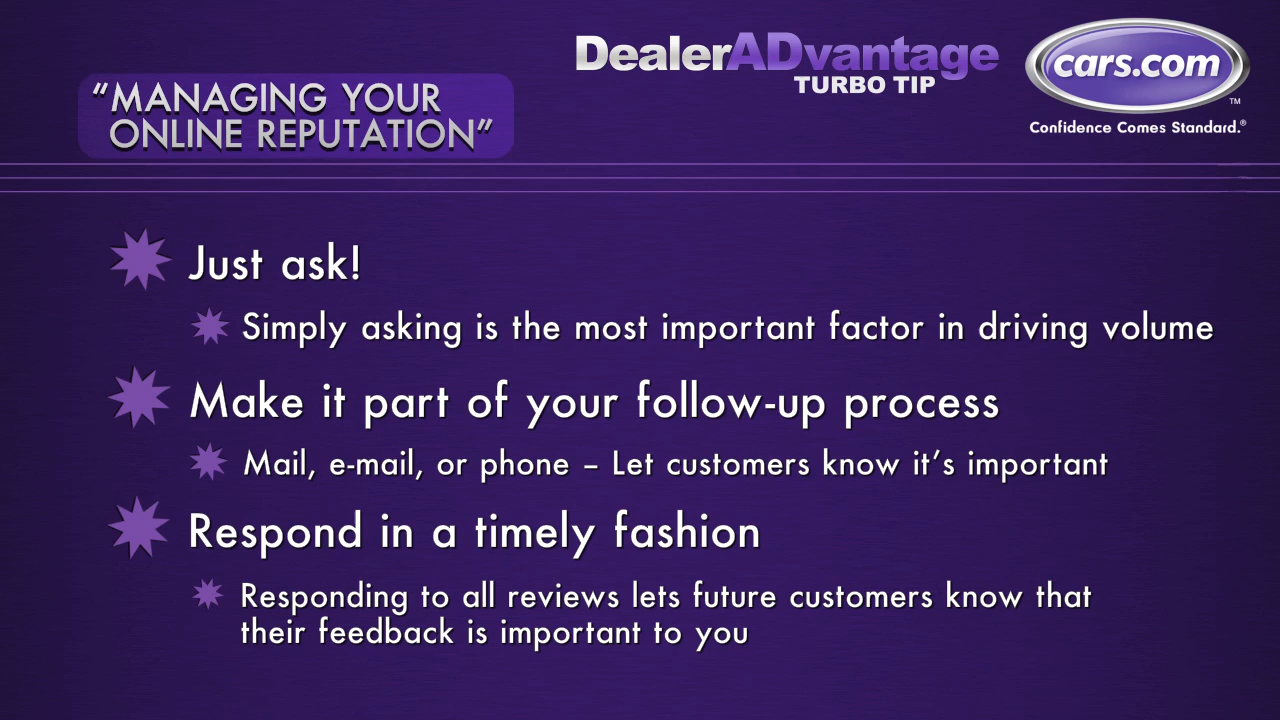 “MANAGING YOUR
ONLINE REPUTATION”
DealerADvantage
TURBO TIP
cars.com
™
Confidence Comes Standard.®
Just ask!
Simply asking is the most important factor in driving volume
Make it part of your follow-up process
Mail, e-mail, or phone – Let customers know it’s important
Respond in a timely fashion
Responding to all reviews lets future customers know that
their feedback is important to you